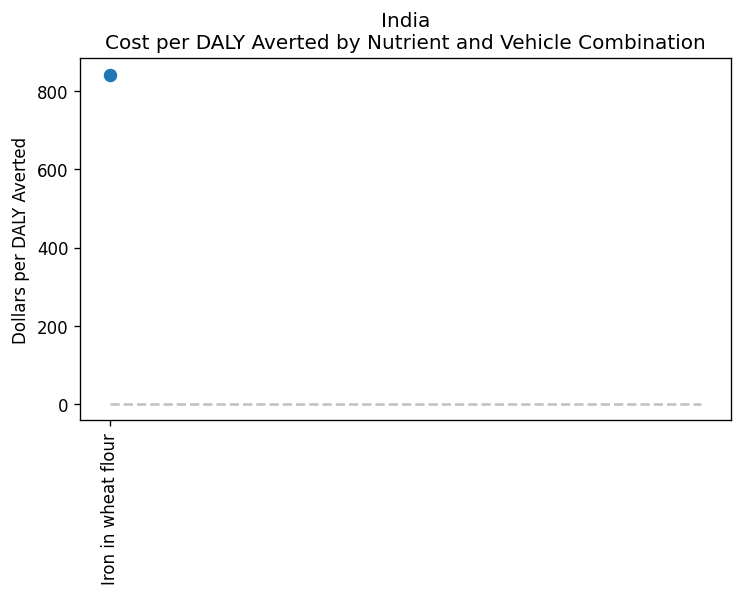 India
Cost per DALY Averted by Nutrient and Vehicle Combination
Dollars per DALY Averted
800
600
400
200
0
Iron in wheat flour